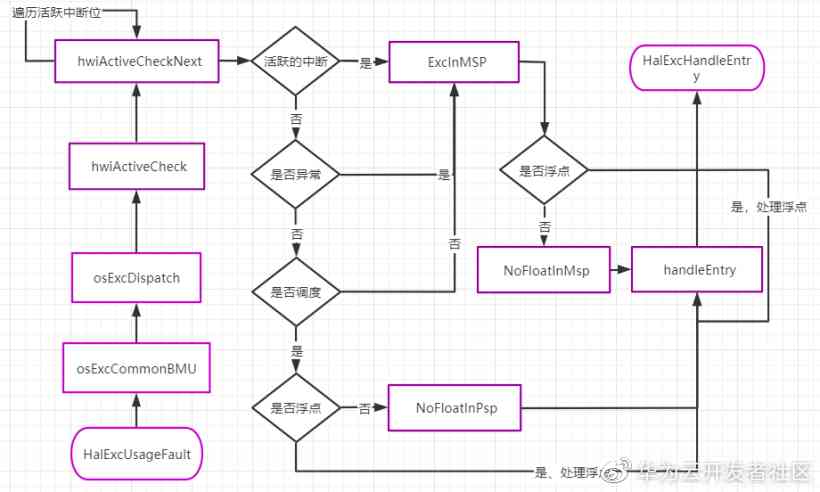 遍历活跃中断位
hwiActiveCheckNext
活跃的中断
是
ExcInMSP
HalExcHandleEntr
y
否
hwiActiveCheck
是否异常
是
是否浮点
是，处理浮点
否
否
否
osExcDispatch
是否调度
NoFloatInMsp
handleEntry
是
osExcCommonBMU
是否浮点
否
NoFloatInPsp
HalExcUsageFault
是、处理浮点
华为云开发者社区